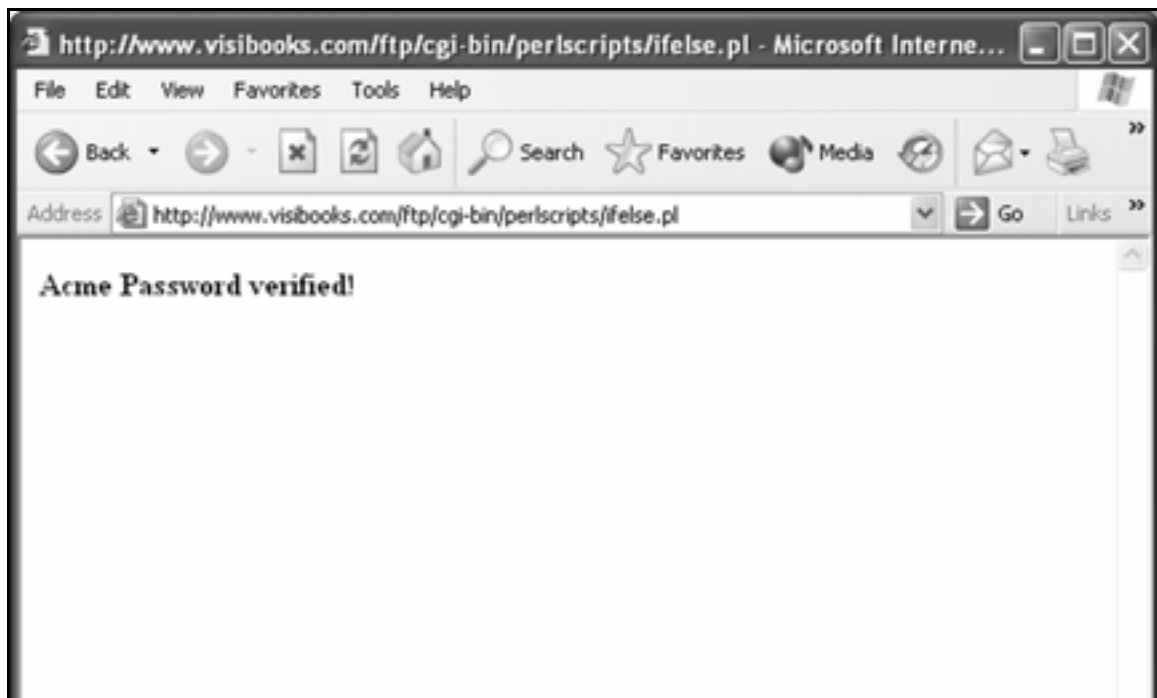 http://www.visibooks.com/ftp/cgi-bin/perlscripts/ifelse.pl - Microsoft Interne...
File Edit View Favorites Tools Help
Back Search Favorites Media »
Address http://www.visibooks.com/ftp/cgi-bin/perlscripts/ifelse.pl Go Links »
Acme Password verified!